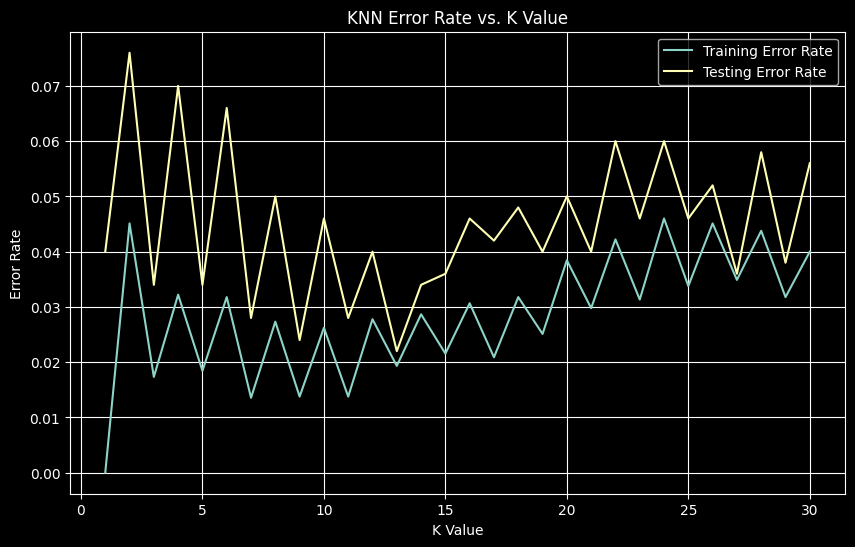 KNN Error Rate vs. K Value
Training Error Rate
Testing Error Rate
Error Rate
0.07
0.06
0.05
0.04
0.03
0.02
0.01
0.00
0 5 10 15 20 25 30
K Value